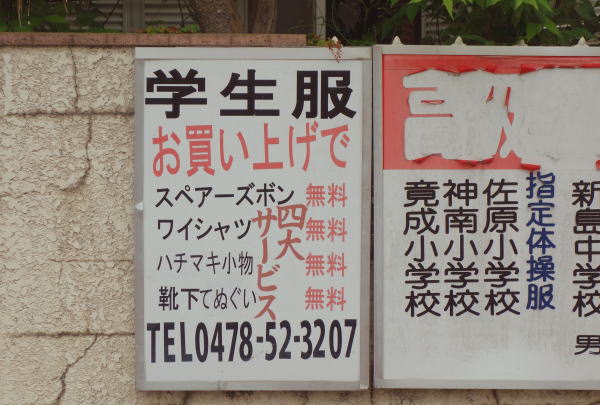 学生服
お買い上げで
スペアーズボン 無料
ワイシャツ 無料
ハチマキ小物 無料
靴下てぬぐい 無料
四大
サービス
TEL0478-52-3207
新島中学校 男
指定体操服
佐原小学校
神南小学校
竟成小学校